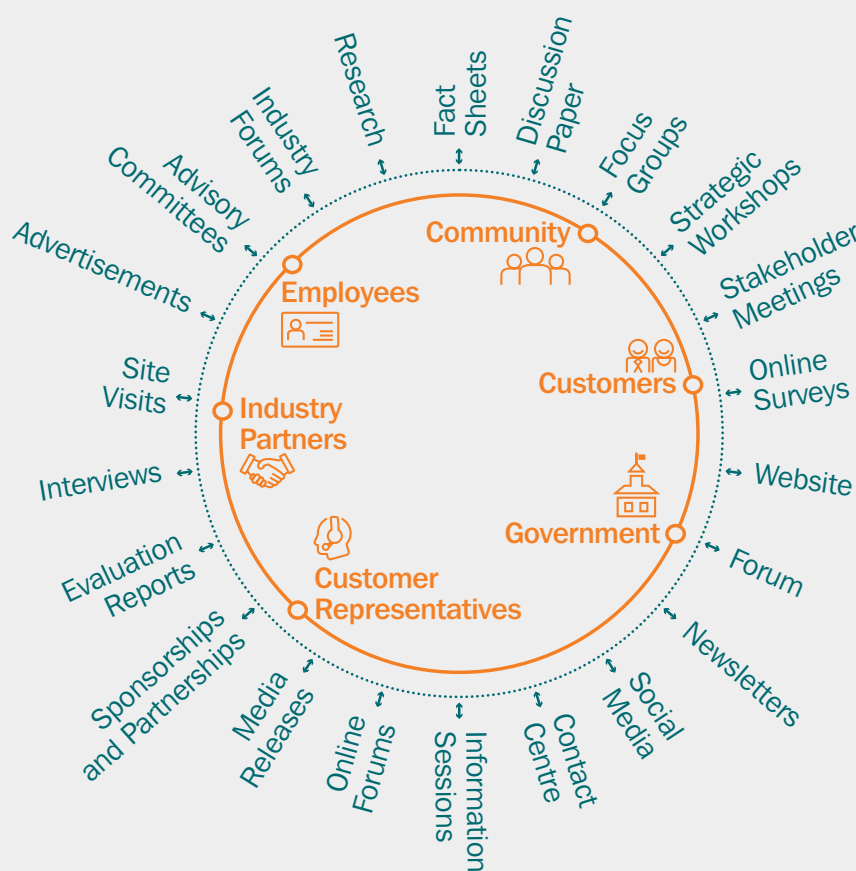 Fact
Sheets
Discussion
Paper
Focus
Groups
Strategic
Workshops
Stakeholder
Meetings
Online
Surveys
Website
Forum
Newsletters
Social
Media
Contact
Centre
Information
Sessions
Online
Forums
Media
Releases
Sponsorships
and Partnerships
Evaluation
Reports
Interviews
Site
Visits
Advertisements
Advisory
Committees
Industry
Forums
Research
Community
Customers
Government
Customer
Representatives
Industry
Partners
Employees